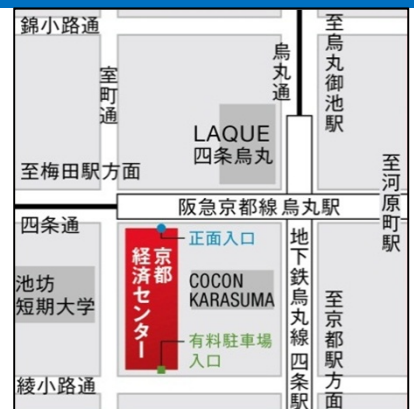 錦小路通
室町通
烏丸通
至烏丸御池駅
LAQUE
四条烏丸
至梅田駅方面
至河原町駅
阪急京都線 烏丸駅
四条通
正面入口
京都
経済センター
COCON
KARASUMA
池坊
短期大学
地下鉄烏丸線 四条駅
至京都駅方面
有料駐車場
入口
綾小路通